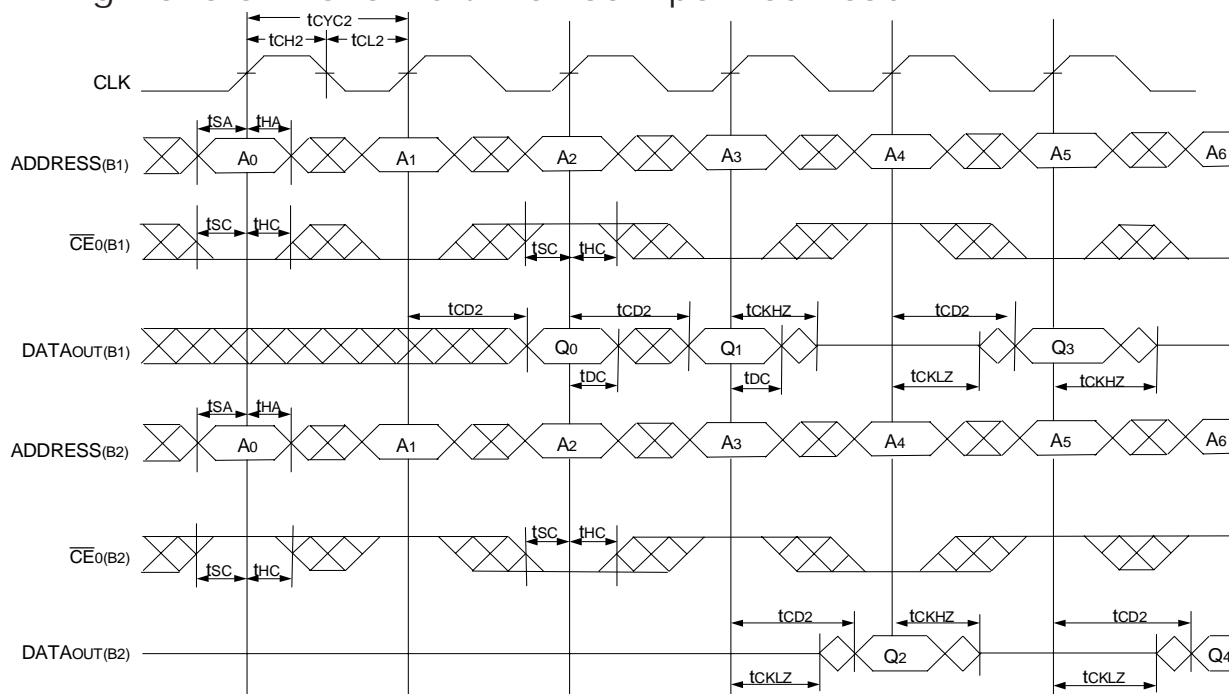 tCYC2
tCH2 tCL2
CLK
tSA tHA
ADDRESS(B1) A0 A1 A2 A3 A4 A5 A6
tSC tHC
CE0(B1) tSC tHC
tCD2 tCD2 tCKHZ tCD2
DATAOUT(B1) Q0 Q1 Q3
tDC tDC tCKLZ tCKHZ
tSA tHA
ADDRESS(B2) A0 A1 A2 A3 A4 A5 A6
tSC tHC
CE0(B2)
tSC tHC
tCD2 tCKHZ tCD2
DATAOUT(B2) Q2 Q4
tCKLZ tCKLZ